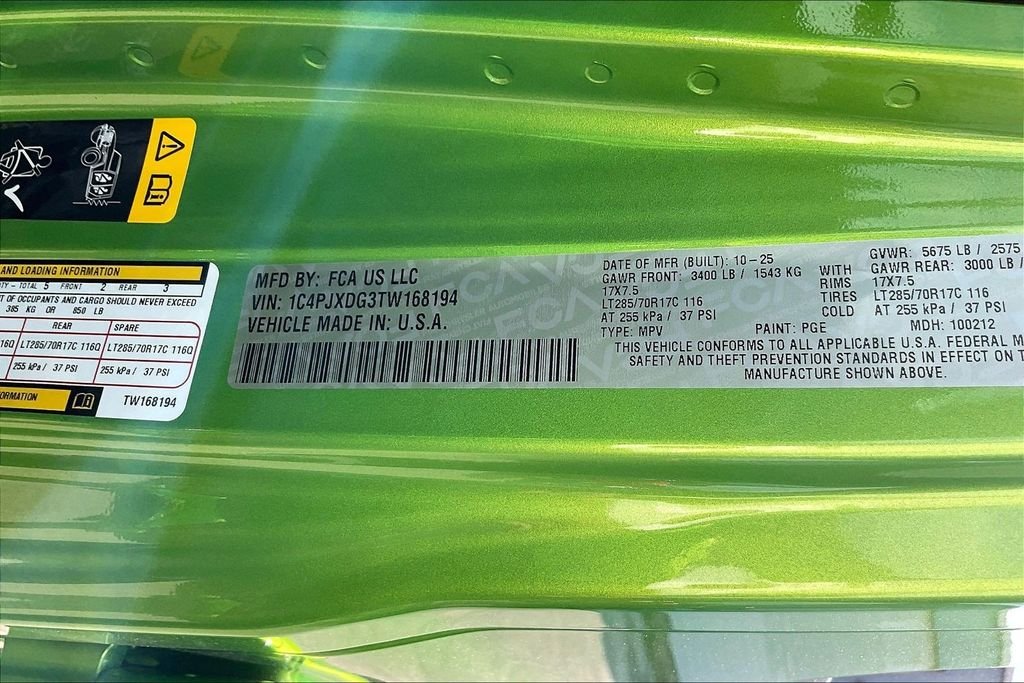 AND LOADING INFORMATION
TOTAL 5 FRONT 2 REAR 3
OF OCCUPANTS AND CARGO SHOULD NEVER EXCEED
385 KG OR 850 LB
REAR SPARE
116Q LT285/70R17C 116Q LT285/70R17C 116Q
255 kPa / 37 PSI 255 kPa / 37 PSI
TW168194
MFD BY: FCA US LLC
VIN: 1C4PJXDG3TW168194
VEHICLE MADE IN: U.S.A.
DATE OF MFR (BUILT): 10-25 GVWR: 5675 LB / 2575
GAWR FRONT: 3400 LB / 1543 KG WITH GAWR REAR: 3000 LB /
17X7.5 RIMS 17X7.5
LT285/70R17C 116 TIRES LT285/70R17C 116
AT 255 kPa / 37 PSI COLD AT 255 kPa / 37 PSI
TYPE: MPV PAINT: PGE MDH: 100212
THIS VEHICLE CONFORMS TO ALL APPLICABLE U.S.A. FEDERAL M
SAFETY AND THEFT PREVENTION STANDARDS IN EFFECT ON T
MANUFACTURE SHOWN ABOVE.